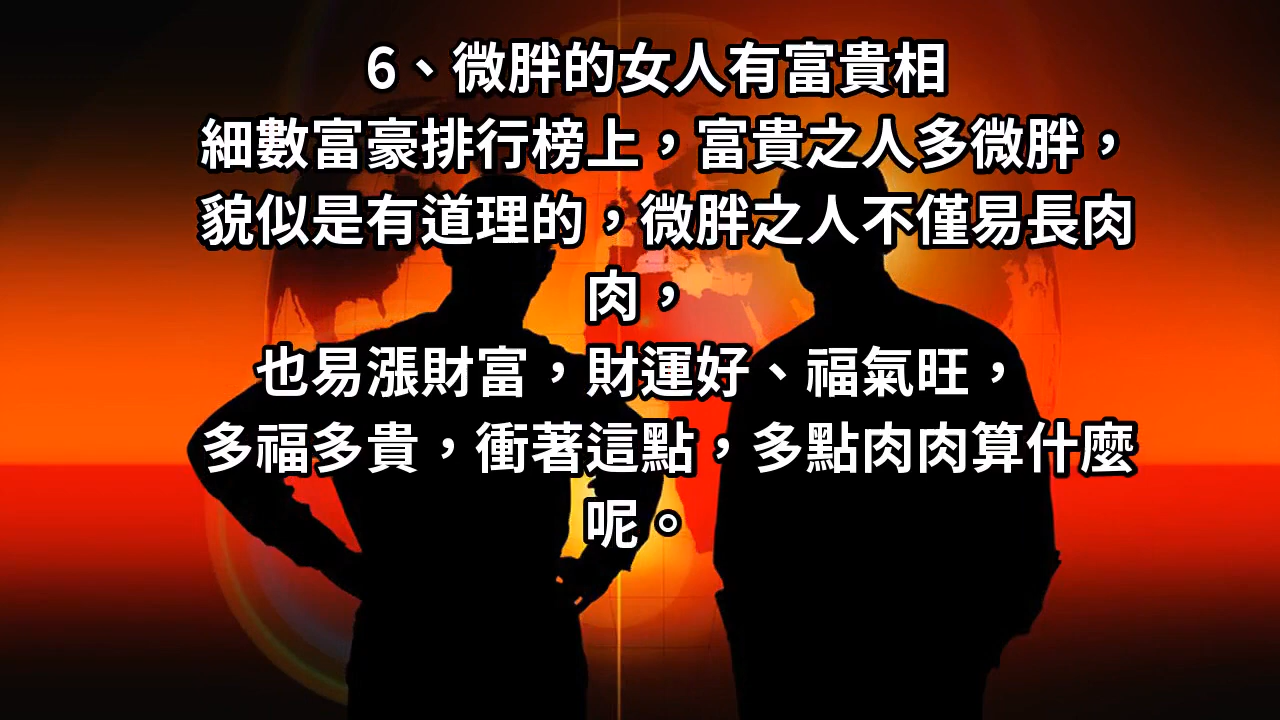 6、微胖的女人有富貴相
細數富豪排行榜上，富貴之人多微胖，
貌似是有道理的，微胖之人不僅易長肉
肉，
也易漲財富，財運好、福氣旺，
多福多貴，衝著這點，多點肉肉算什麼
呢。